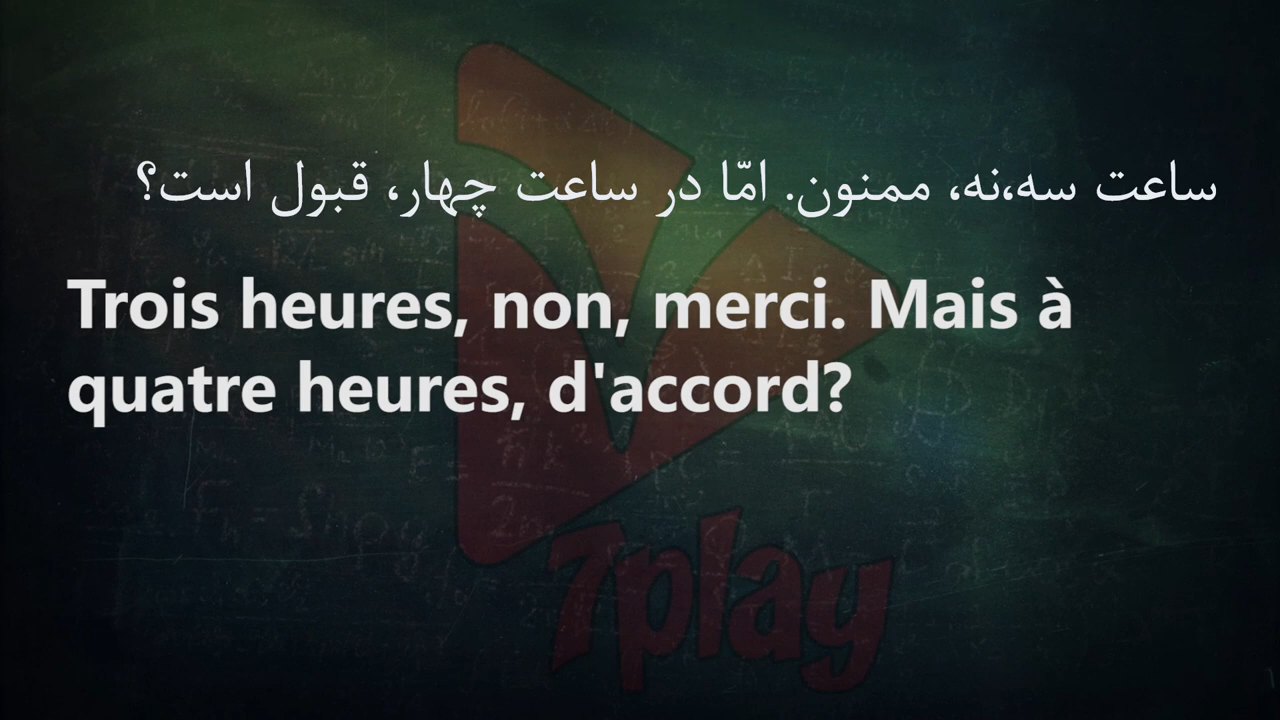 ساعت سه،نه، ممنون. امّا در ساعت چهار، قبول است؟
Trois heures, non, merci. Mais à
quatre heures, d'accord?
7play